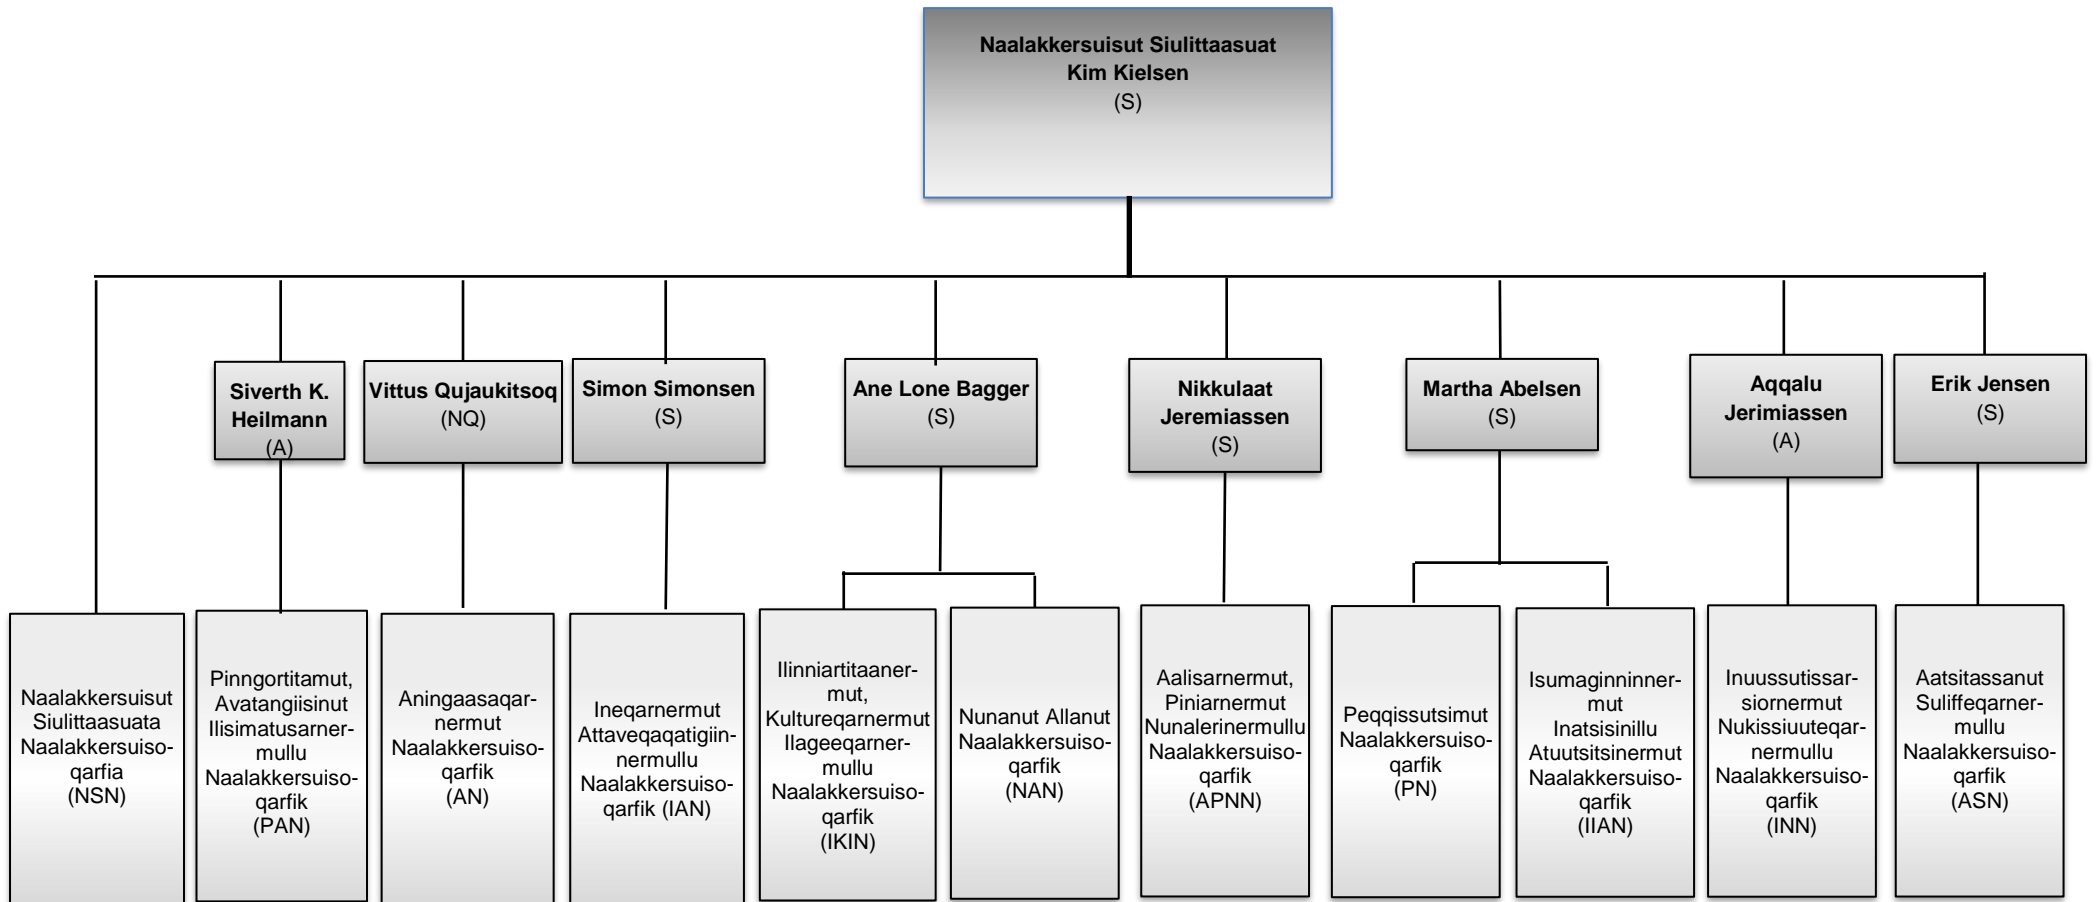 Naalakkersuisut Siulittaasuat
Kim Kielsen
(S)
Siverth K.
Heilmann
(A)
Vittus Qujaukitsoq
(NQ)
Simon Simonsen
(S)
Ane Lone Bagger
(S)
Nikkulaat
Jeremiassen
(S)
Martha Abelsen
(S)
Aqqalu
Jerimiassen
(A)
Erik Jensen
(S)
Naalakkersuisut
Siulittaasuata
Naalakkersuiso-
qarfia
(NSN)
Pinngortitamut,
Avatangiisinut
Ilisimatusarner-
mullu
Naalakkersuiso-
qarfik
(PAN)
Aningaasaqar-
nermut
Naalakkersuiso-
qarfik
(AN)
Ineqarnermut
Attaveqaqatigiin-
nermullu
Naalakkersuiso-
qarfik (IAN)
Ilinniartitaaner-
mut,
Kultureqarnermut
Ilageeqarner-
mullu
Naalakkersuiso-
qarfik
(IKIN)
Nunanut Allanut
Naalakkersuiso-
qarfik
(NAN)
Aalisarnermut,
Piniarnermut
Nunalerinermullu
Naalakkersuiso-
qarfik
(APNN)
Peqqissutsimut
Naalakkersuiso-
qarfik
(PN)
Isumaginninner-
mut
Inatsisinillu
Atuutsitsinermut
Naalakkersuiso-
qarfik
(IIAN)
Inuussutissar-
siornermut
Nukissiuuteqar-
nermullu
Naalakkersuiso-
qarfik
(INN)
Aatsitassanut
Suliffeqarner-
mullu
Naalakkersuiso-
qarfik
(ASN)